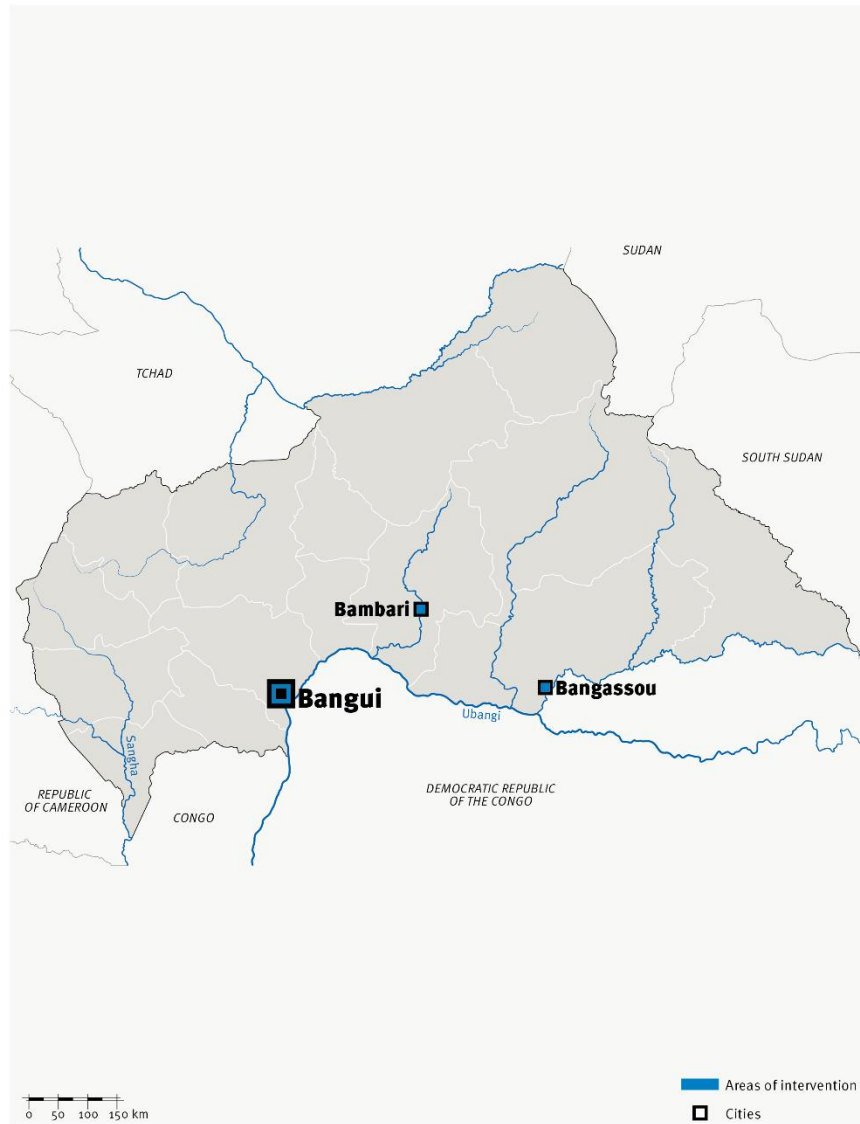 SUDAN
TCHAD
SOUTH SUDAN
Bambari
Bangui
Bangassou
Ubangi
Sangha
REPUBLIC
OF CAMEROON
CONGO
DEMOCRATIC REPUBLIC
OF THE CONGO
Areas of intervention
0 50 100 150 km
Cities